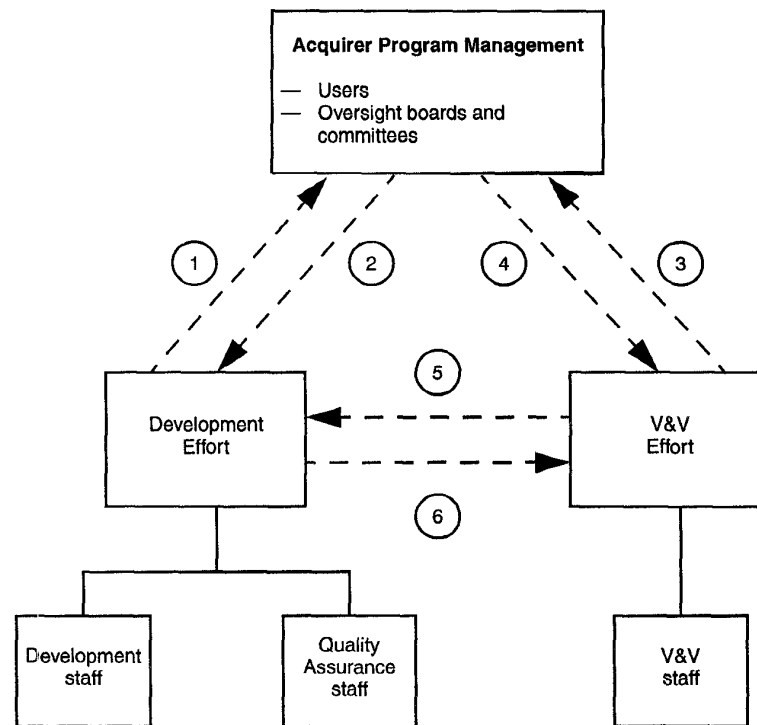 Acquirer Program Management
— Users
— Oversight boards and
committees
1
2
4
3
5
Development
Effort
V&V
Effort
6
Development
staff
Quality
Assurance
staff
V&V
staff